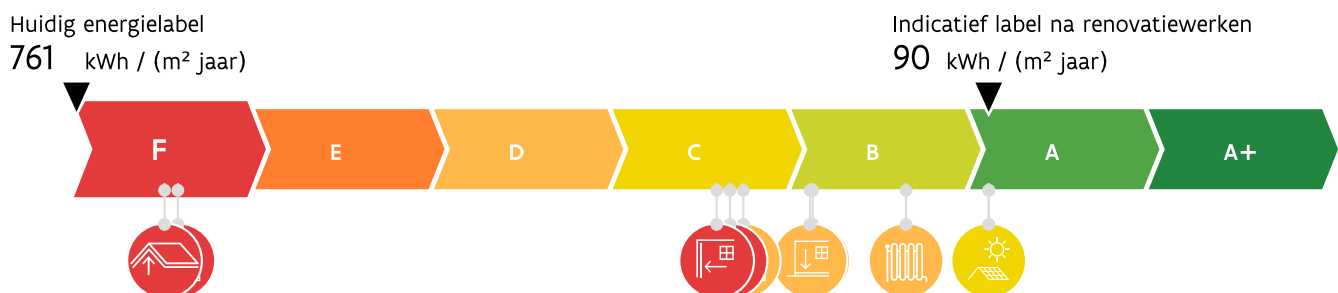 Huidig energielabel
761 kWh / (m² jaar)
Indicatief label na renovatiewerken
90 kWh / (m² jaar)
F E D C B A A+